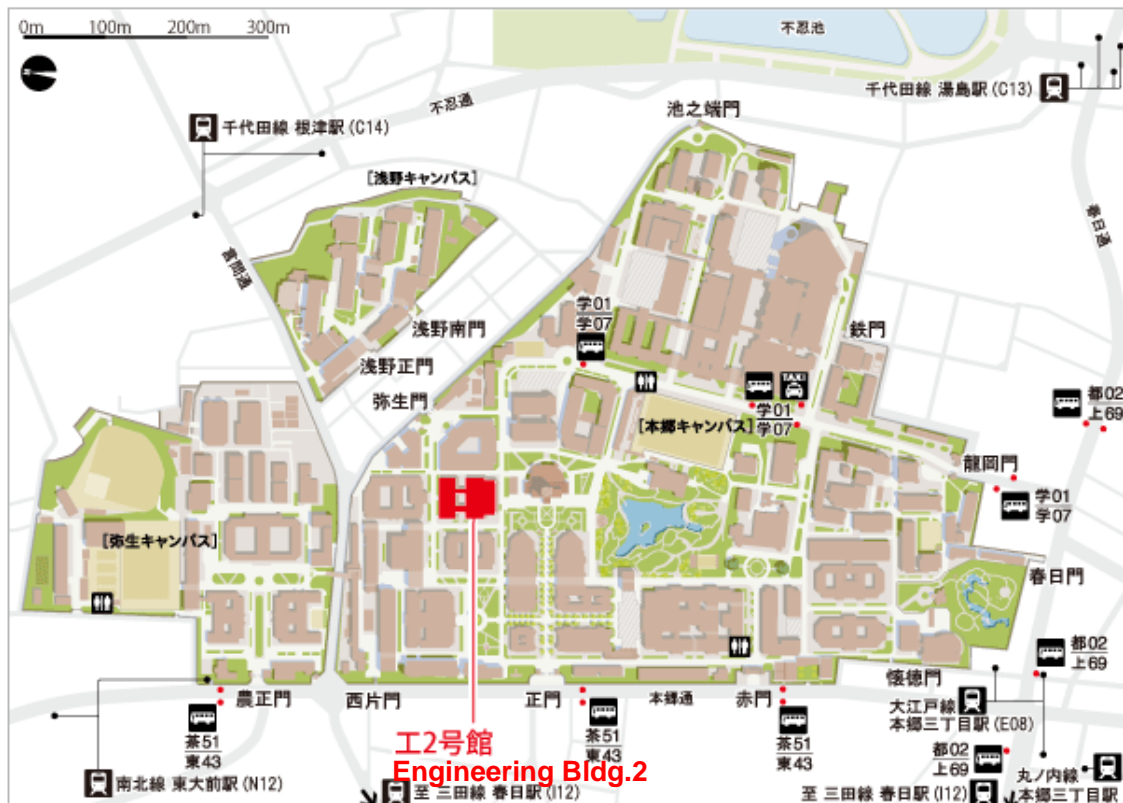 0m 100m 200m 300m
不忍池
千代田線 湯島駅 (C13)
不忍通
池之端門
千代田線 根津駅 (C14)
[浅野キャンパス]
春日通
言問通
学01
学07
浅野南門
鉄門
浅野正門
TAXI
弥生門
学01
学07
[本郷キャンパス]
都02
上69
龍岡門
学01
学07
[弥生キャンパス]
春日門
都02
上69
懐徳門
農正門
西片門
正門
本郷通
赤門
大江戸線
本郷三丁目駅 (E08)
茶51
東43
茶51
東43
茶51
東43
工2号館
Engineering Bldg.2
都02
上69
丸ノ内線
本郷三丁目駅
南北線 東大前駅 (N12)
至 三田線 春日駅 (I12)
至 三田線 春日駅 (I12)